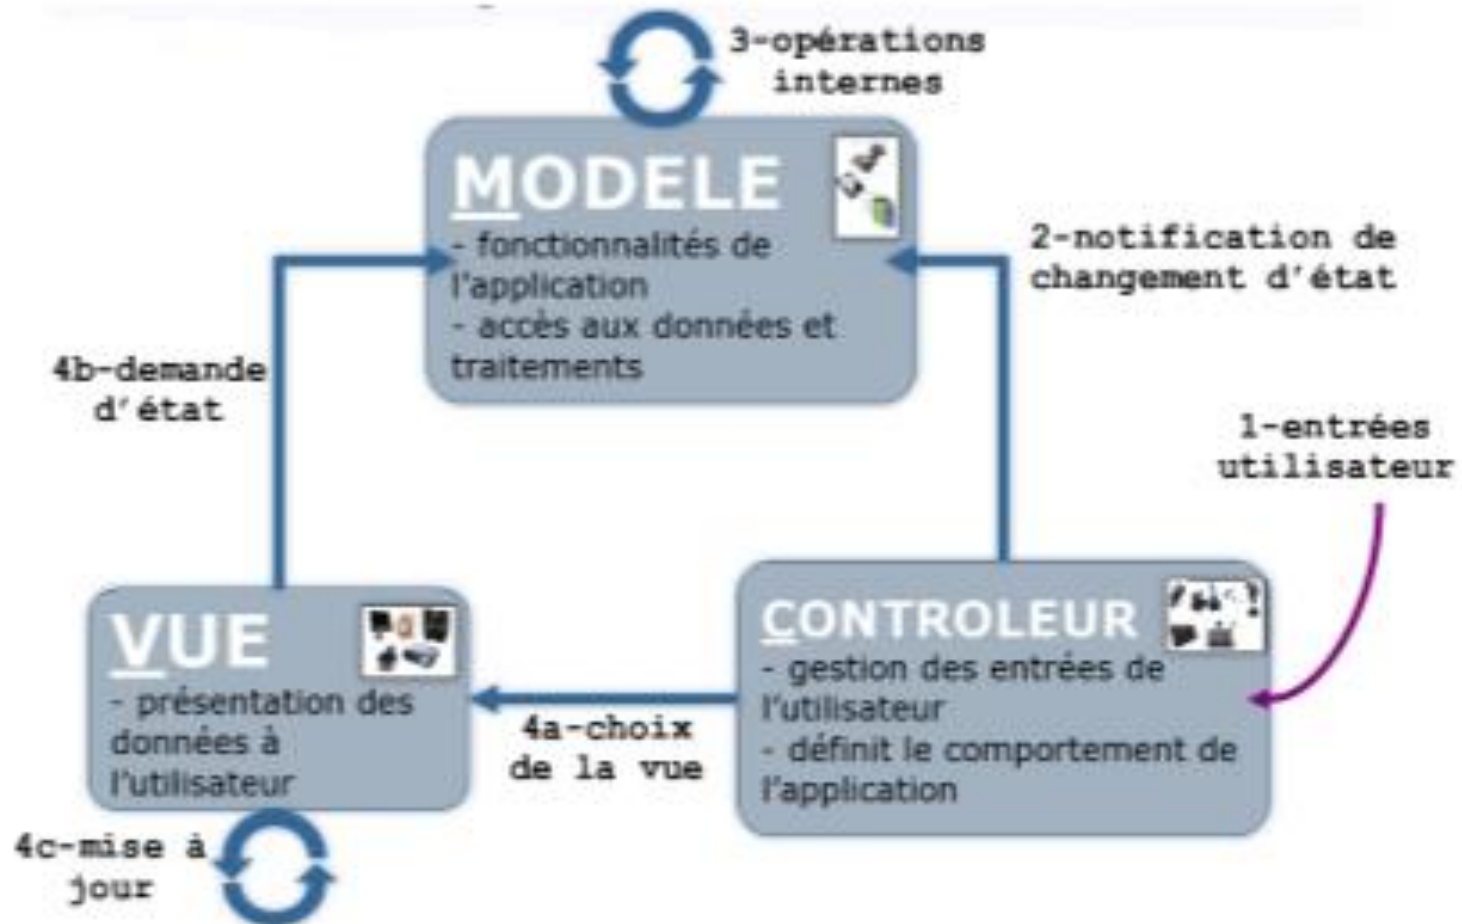 3-opérations
internes
MODELE
- fonctionnalités de
l'application
- accès aux données et
traitements
2-notification de
changement d'état
4b-demande
d'état
1-entrées
utilisateur
VUE
- présentation des
données à
l'utilisateur
CONTROLEUR
- gestion des entrées de
l'utilisateur
- définit le comportement de
l'application
4a-choix
de la vue
4c-mise à
jour